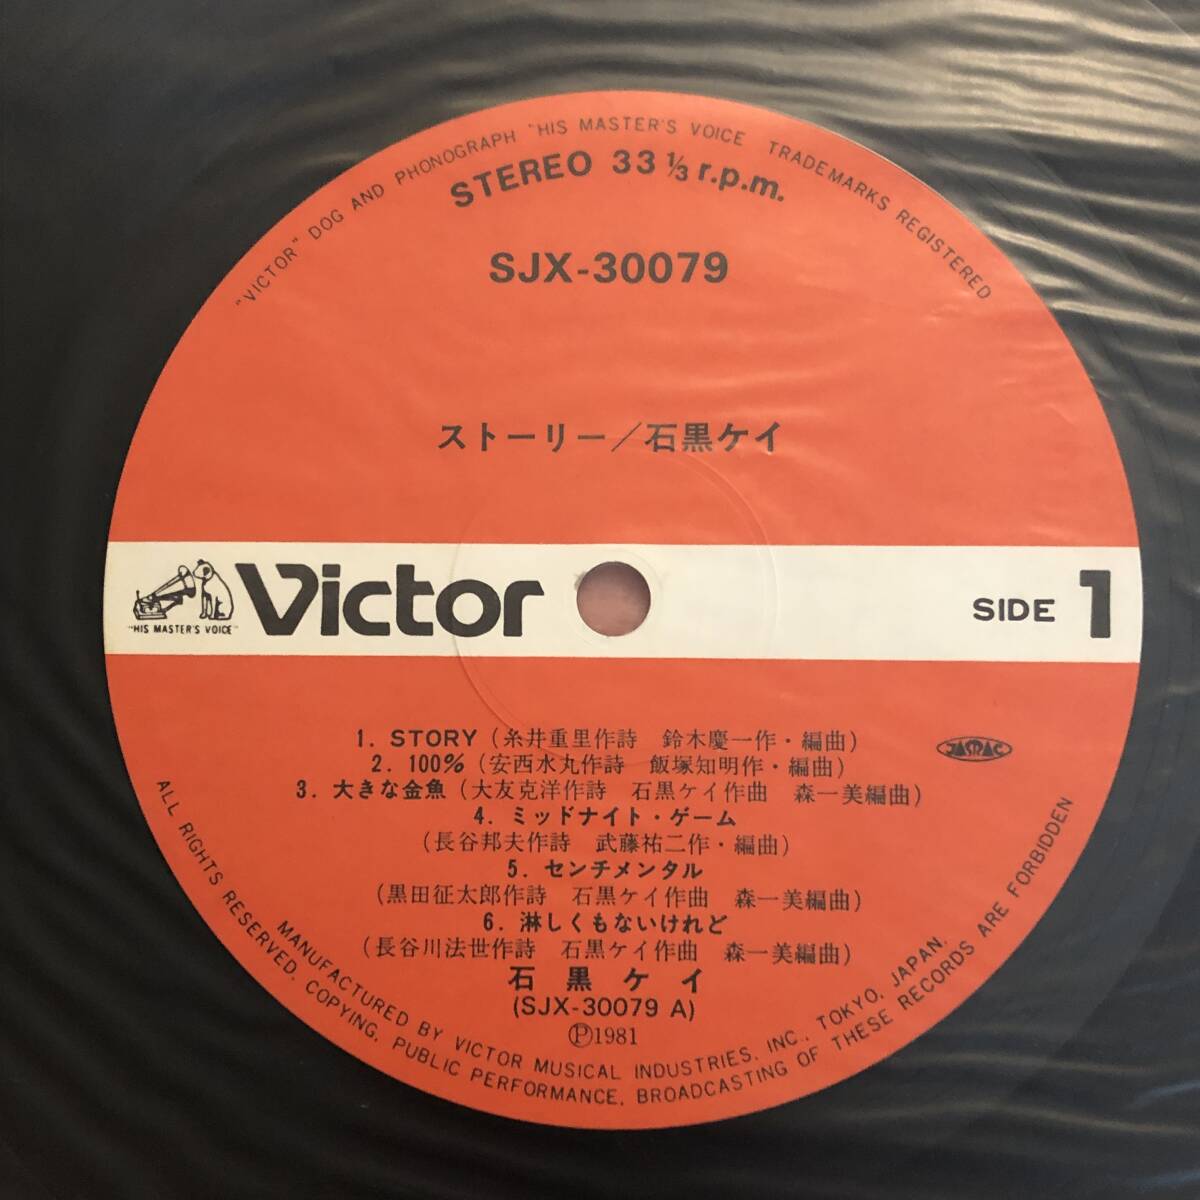 "VICTOR" DOG AND PHONOGRAPH "HIS MASTER'S VOICE TRADEMARKS REGISTERED
STEREO 33 1/3 r.p.m.
SJX-30079
ストーリー／石黒ケイ
"HIS MASTER'S VOICE"
Victor
SIDE 1
1. STORY (糸井重里作詩 鈴木慶一作・編曲)
2. 100% (安西水丸作詩 飯塚知明作・編曲)
JASRAC
3. 大きな金魚 (大友克洋作詩 石黒ケイ作曲 森一美編曲)
4. ミッドナイト・ゲーム
(長谷邦夫作詩 武藤祐二作・編曲)
5. センチメンタル
(黒田征太郎作詩 石黒ケイ作曲 森一美編曲)
6. 淋しくもないけれど
(長谷川法世作詩 石黒ケイ作曲 森一美編曲)
石黒ケイ
(SJX-30079 A)
Ⓟ1981
MANUFACTURED BY VICTOR MUSICAL INDUSTRIES, INC., TOKYO, JAPAN.
ALL RIGHTS RESERVED. COPYING, PUBLIC PERFORMANCE, BROADCASTING OF THESE RECORDS ARE FORBIDDEN